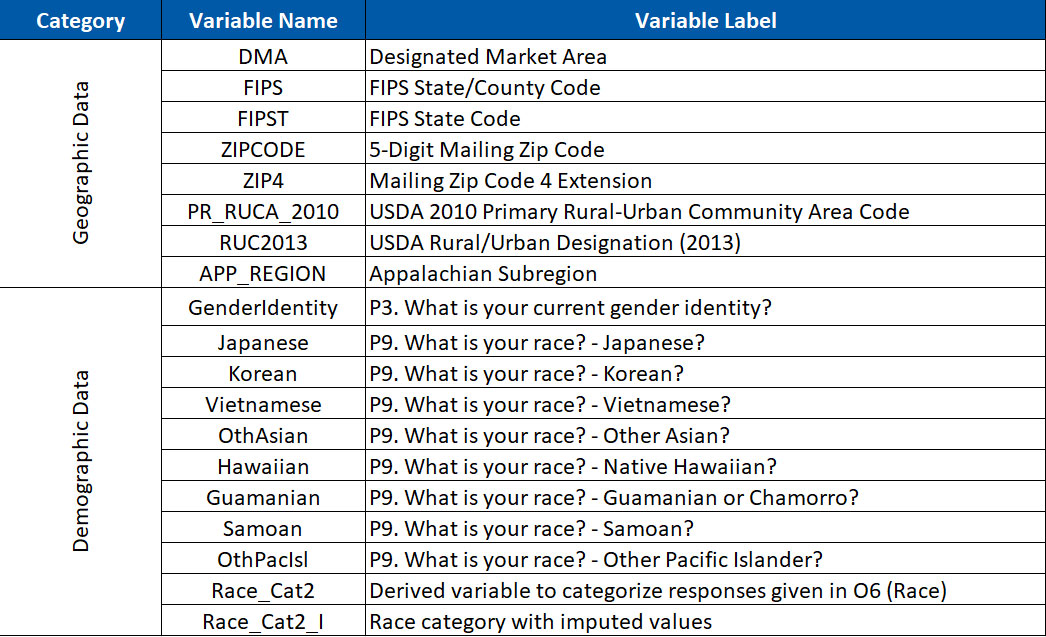 Category Variable Name Variable Label
Geographic Data
DMA Designated Market Area
FIPS FIPS State/County Code
FIPST FIPS State Code
ZIPCODE 5-Digit Mailing Zip Code
ZIP4 Mailing Zip Code 4 Extension
PR_RUCA_2010 USDA 2010 Primary Rural-Urban Community Area Code
RUC2013 USDA Rural/Urban Designation (2013)
APP_REGION Appalachian Subregion
Demographic Data
GenderIdentity P3. What is your current gender identity?
Japanese P9. What is your race? - Japanese?
Korean P9. What is your race? - Korean?
Vietnamese P9. What is your race? - Vietnamese?
OthAsian P9. What is your race? - Other Asian?
Hawaiian P9. What is your race? - Native Hawaiian?
Guamanian P9. What is your race? - Guamanian or Chamorro?
Samoan P9. What is your race? - Samoan?
OthPacIsl P9. What is your race? - Other Pacific Islander?
Race_Cat2 Derived variable to categorize responses given in O6 (Race)
Race_Cat2_I Race category with imputed values